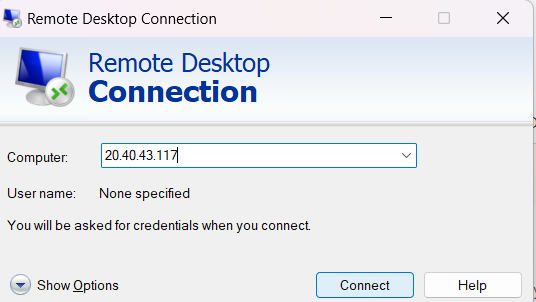 Remote Desktop Connection
Remote Desktop
Connection
Computer: 20.40.43.117
User name: None specified
You will be asked for credentials when you connect.
Show Options Connect Help